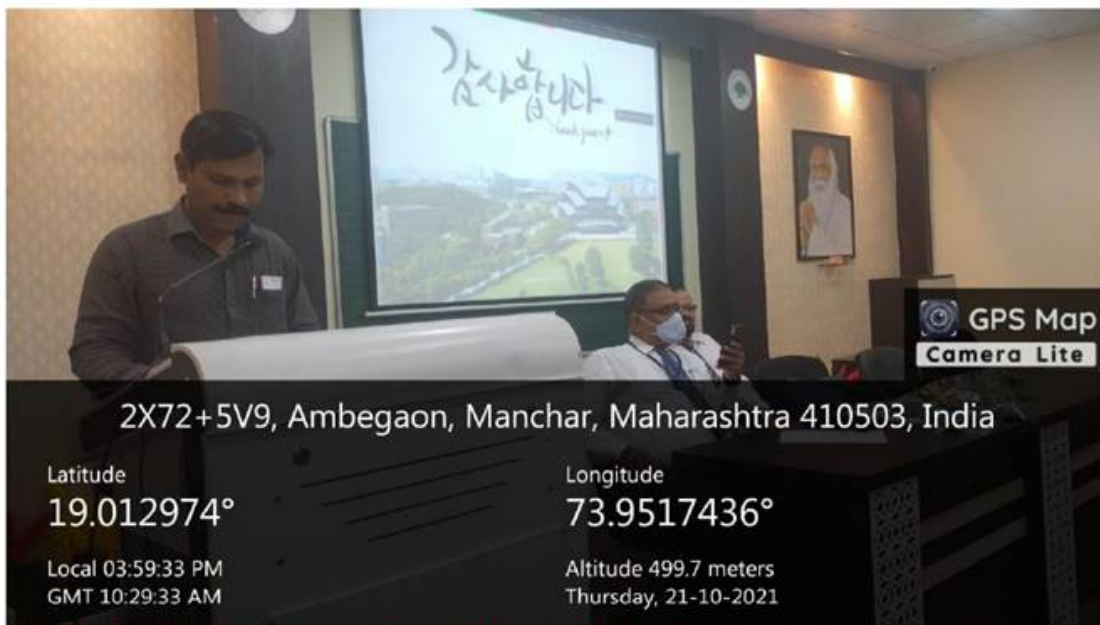 감사합니다
GPS Map
Camera Lite
2X72+5V9, Ambegaon, Manchar, Maharashtra 410503, India
Latitude
19.012974°
Longitude
73.9517436°
Local 03:59:33 PM
GMT 10:29:33 AM
Altitude 499.7 meters
Thursday, 21-10-2021